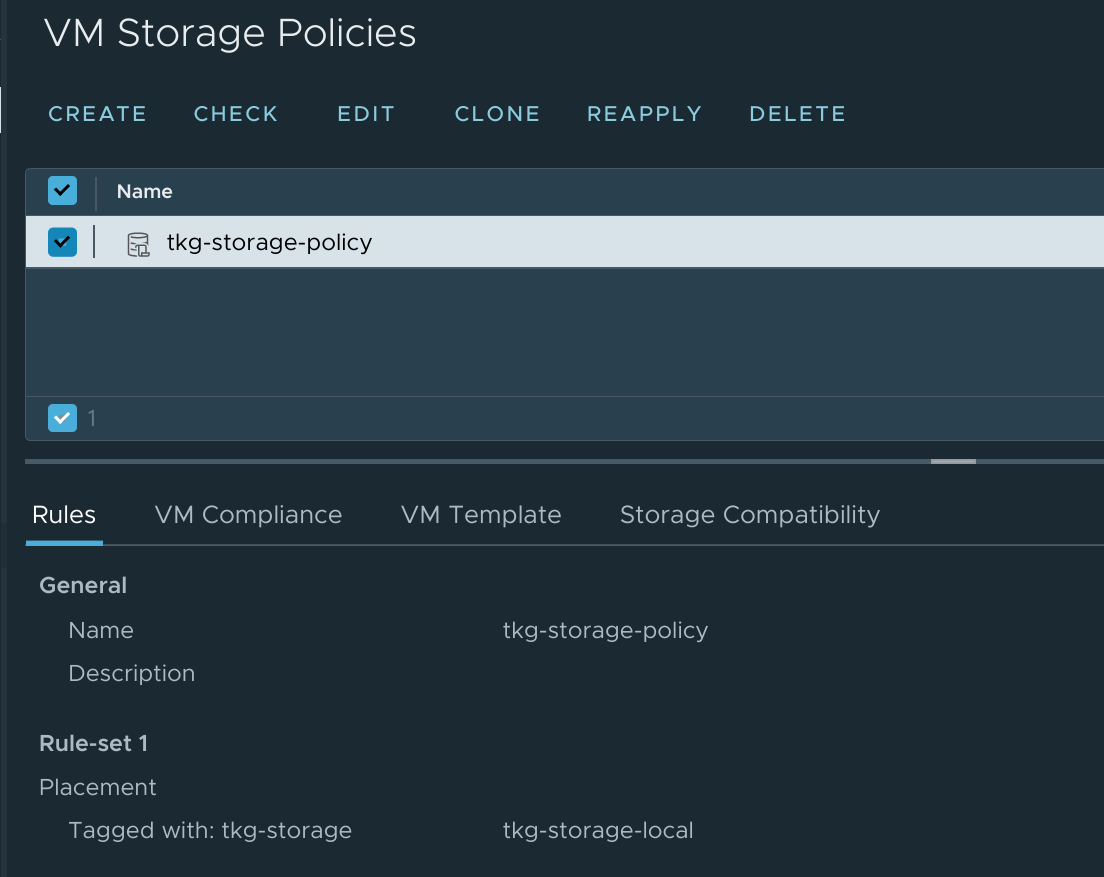 VM Storage Policies
CREATE CHECK EDIT CLONE REAPPLY DELETE
Name
tkg-storage-policy
1
Rules VM Compliance VM Template Storage Compatibility
General
Name tkg-storage-policy
Description
Rule-set 1
Placement
Tagged with: tkg-storage tkg-storage-local